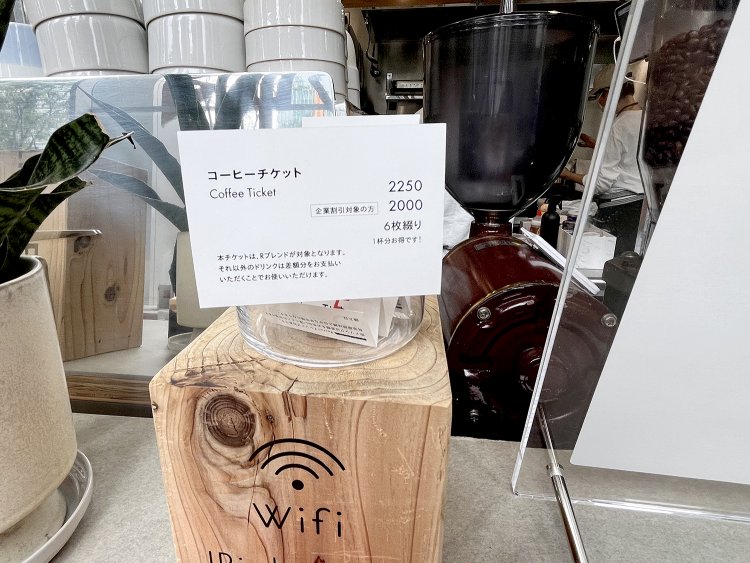 コーヒーチケット
Coffee Ticket
2250
企業割引対象の方 2000
6枚綴り
1杯分お得です!
本チケットは、Rブレンドが対象となります。
それ以外のドリンクは差額分をお支払い
いただくことでお使いいただけます。
Wifi